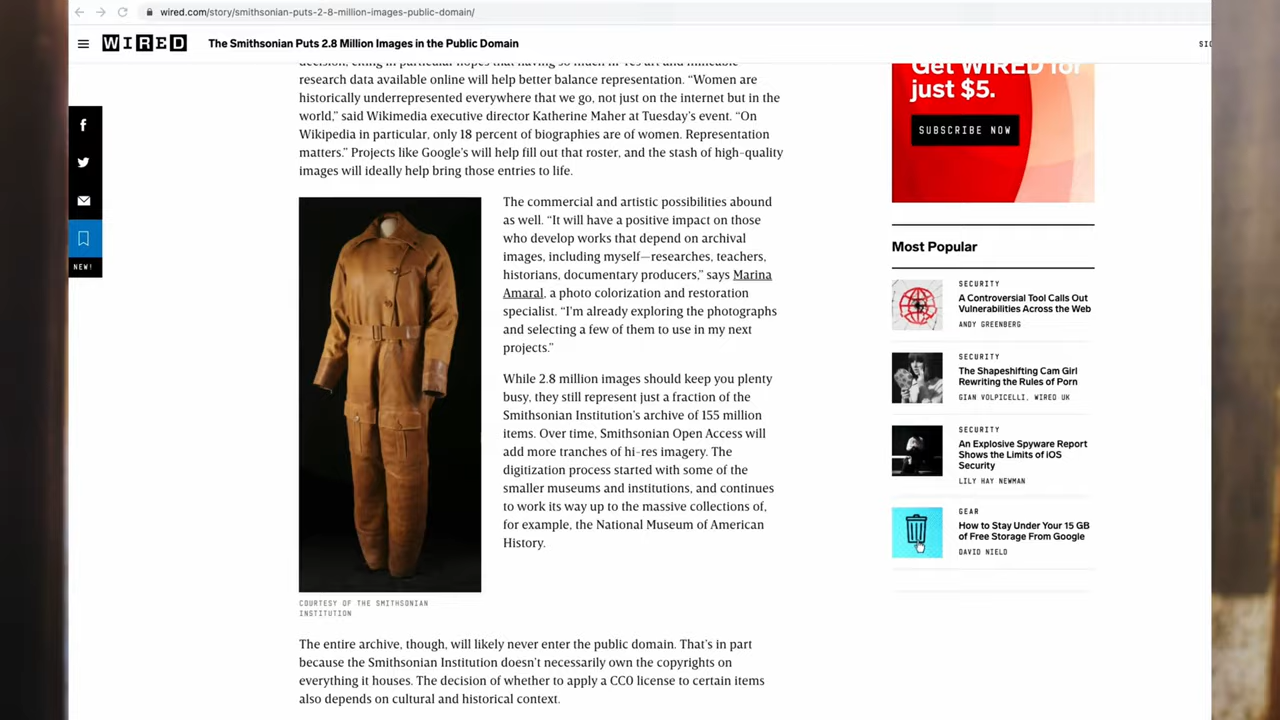 wired.com/story/smithsonian-puts-2-8-million-images-public-domain/
WIRED
The Smithsonian Puts 2.8 Million Images in the Public Domain
research data available online will help better balance representation. “Women are
historically underrepresented everywhere that we go, not just on the internet but in the
world,” said Wikimedia executive director Katherine Maher at Tuesday’s event. “On
Wikipedia in particular, only 18 percent of biographies are of women. Representation
matters.” Projects like Google’s will help fill out that roster, and the stash of high-quality
images will ideally help bring those entries to life.
The commercial and artistic possibilities abound
as well. “It will have a positive impact on those
who develop works that depend on archival
images, including myself—researches, teachers,
historians, documentary producers,” says Marina
Amaral, a photo colorization and restoration
specialist. “I’m already exploring the photographs
and selecting a few of them to use in my next
projects.”
While 2.8 million images should keep you plenty
busy, they still represent just a fraction of the
Smithsonian Institution’s archive of 155 million
items. Over time, Smithsonian Open Access will
add more tranches of hi-res imagery. The
digitization process started with some of the
smaller museums and institutions, and continues
to work its way up to the massive collections of,
for example, the National Museum of American
History.
COURTESY OF THE SMITHSONIAN
INSTITUTION
The entire archive, though, will likely never enter the public domain. That’s in part
because the Smithsonian Institution doesn’t necessarily own the copyrights on
everything it houses. The decision of whether to apply a CC0 license to certain items
also depends on cultural and historical context.
NEW!
Get WIRED for
just $5.
SUBSCRIBE NOW
Most Popular
SECURITY
A Controversial Tool Calls Out
Vulnerabilities Across the Web
ANDY GREENBERG
SECURITY
The Shapeshifting Cam Girl
Rewriting the Rules of Porn
GIAN VOLPICELLI, WIRED UK
SECURITY
An Explosive Spyware Report
Shows the Limits of iOS
Security
LILY HAY NEWMAN
GEAR
How to Stay Under Your 15 GB
of Free Storage From Google
DAVID NIELD